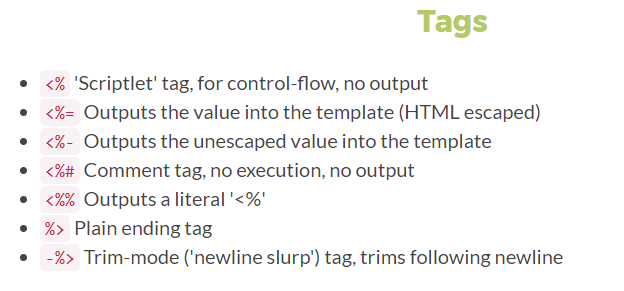 Tags
<% 'Scriptlet' tag, for control-flow, no output
<%= Outputs the value into the template (HTML escaped)
<%- Outputs the unescaped value into the template
<%# Comment tag, no execution, no output
<%% Outputs a literal '<%'
%> Plain ending tag
-%> Trim-mode ('newline slurp') tag, trims following newline